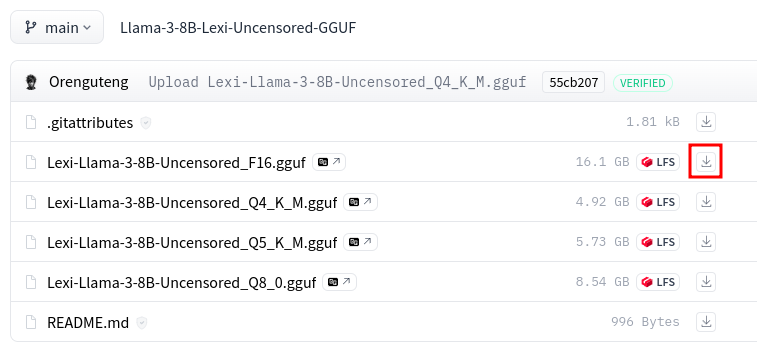 main Llama-3-8B-Lexi-Uncensored-GGUF
Orenguteng Upload Lexi-Llama-3-8B-Uncensored_Q4_K_M.gguf 55cb207 VERIFIED
.gitattributes 1.81 kB
Lexi-Llama-3-8B-Uncensored_F16.gguf 16.1 GB LFS
Lexi-Llama-3-8B-Uncensored_Q4_K_M.gguf 4.92 GB LFS
Lexi-Llama-3-8B-Uncensored_Q5_K_M.gguf 5.73 GB LFS
Lexi-Llama-3-8B-Uncensored_Q8_0.gguf 8.54 GB LFS
README.md 996 Bytes